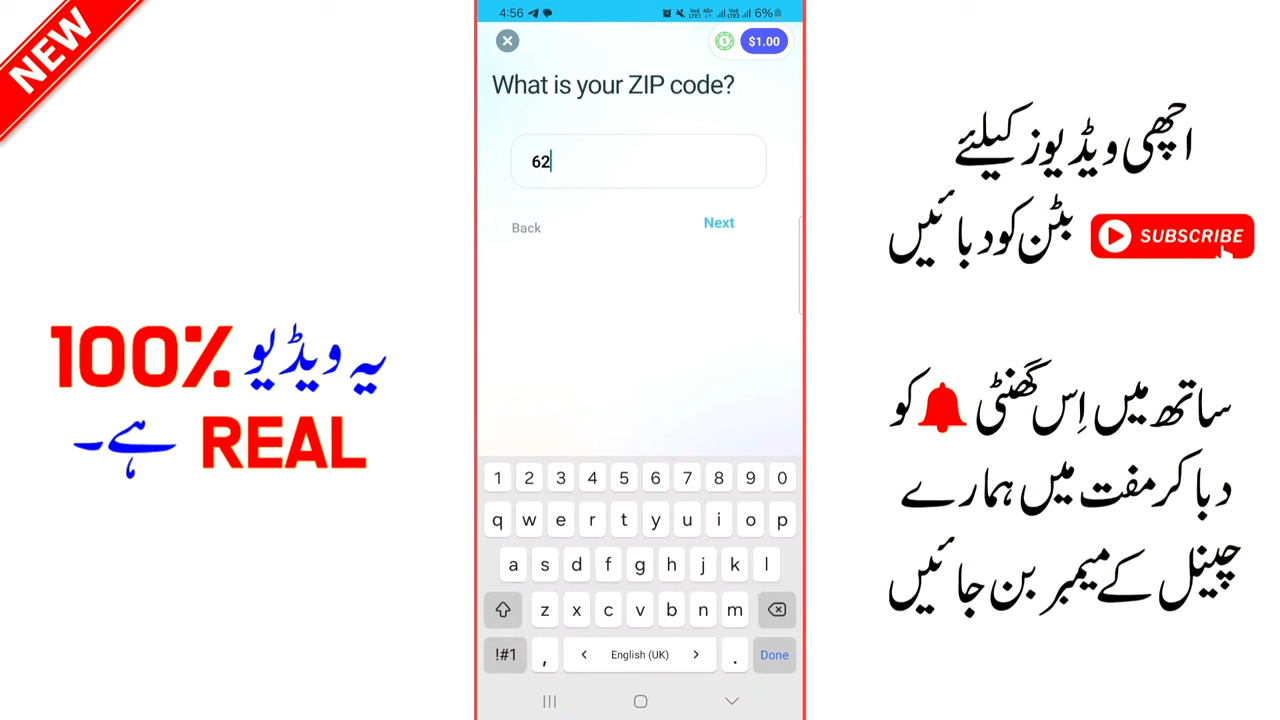 NEW
4:56 6%
$1.00
What is your ZIP code?
62
Back Next
1 2 3 4 5 6 7 8 9 0
q w e r t y u i o p
a s d f g h j k l
z x c v b n m
!#1 , < English (UK) > . Done
یہ ویڈیو 100%
REAL ہے۔
اچھی ویڈیوز کیلئے
SUBSCRIBE بٹن کو دبائیں
ساتھ میں اِس گھنٹی کو
دبا کر مفت میں ہمارے
چینل کے میمبر بن جائیں